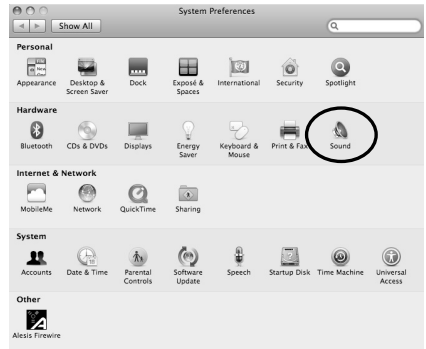 System Preferences
Show All
Personal
Appearance Desktop & Screen Saver Dock Exposé & Spaces International Security Spotlight
Hardware
Bluetooth CDs & DVDs Displays Energy Saver Keyboard & Mouse Print & Fax Sound
Internet & Network
MobileMe Network QuickTime Sharing
System
Accounts Date & Time Parental Controls Software Update Speech Startup Disk Time Machine Universal Access
Other
Alesis Firewire